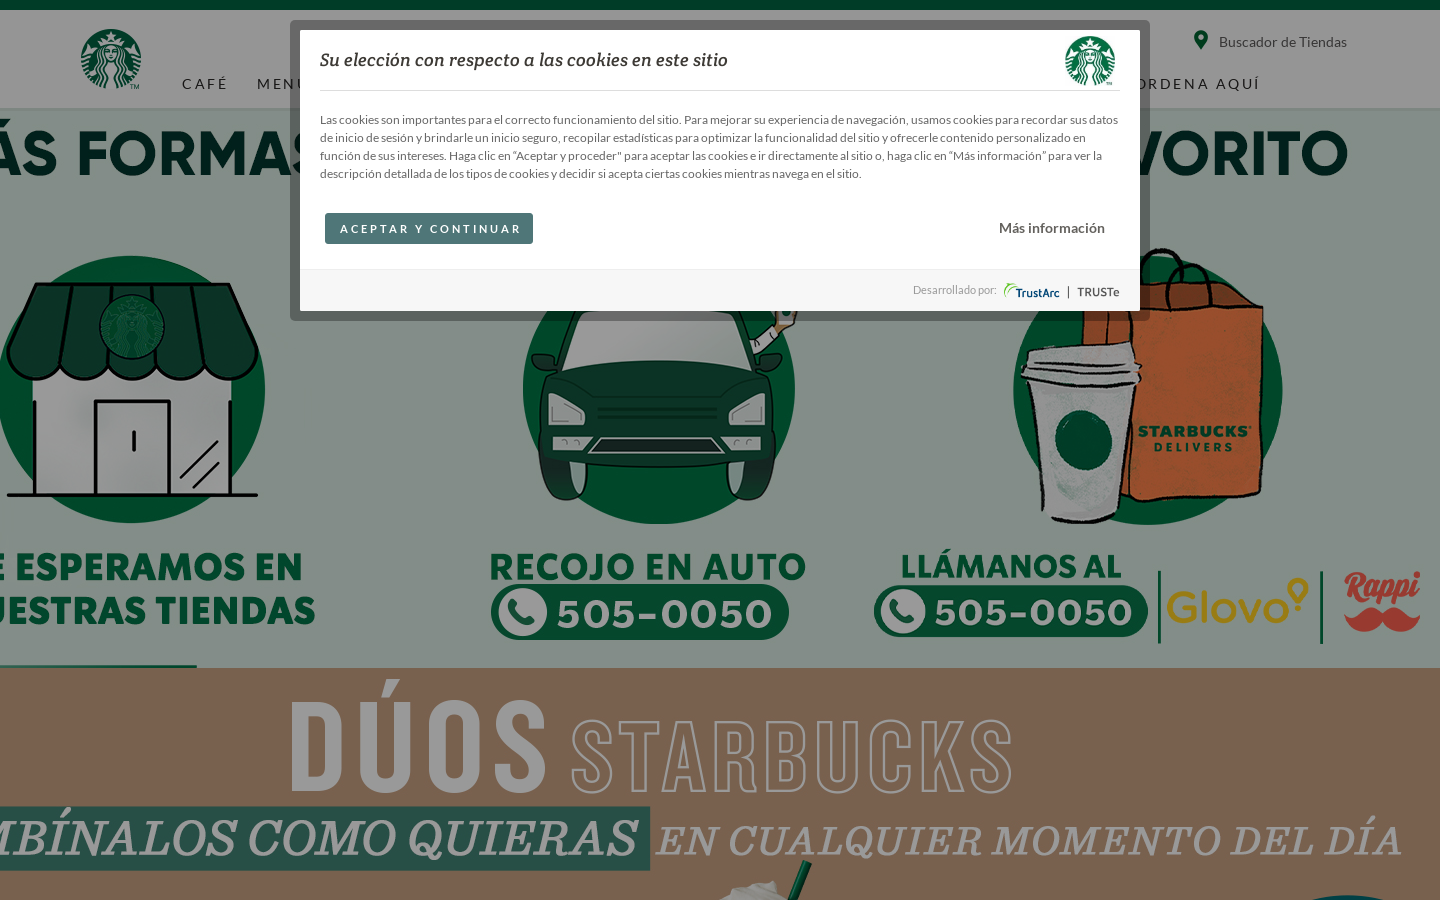 Buscador de Tiendas
CAFÉ
ORDENA AQUÍ
Su elección con respecto a las cookies en este sitio
Las cookies son importantes para el correcto funcionamiento del sitio. Para mejorar su experiencia de navegación, usamos cookies para recordar sus datos
de inicio de sesión y brindarle un inicio seguro, recopilar estadísticas para optimizar la funcionalidad del sitio y ofrecerle contenido personalizado en
función de sus intereses. Haga clic en “Aceptar y proceder" para aceptar las cookies e ir directamente al sitio o, haga clic en “Más información” para ver la
descripción detallada de los tipos de cookies y decidir si acepta ciertas cookies mientras navega en el sitio.
ACEPTAR Y CONTINUAR
Más información
Desarrollado por: TrustArc | TRUSTe
STARBUCKS
DELIVERS
E ESPERAMOS EN
UESTRAS TIENDAS
RECOJO EN AUTO
505-0050
LLÁMANOS AL
505-0050
Glovo
Rappi
DÚOS STARBUCKS
MBÍNALOS COMO QUIERAS EN CUALQUIER MOMENTO DEL DÍA